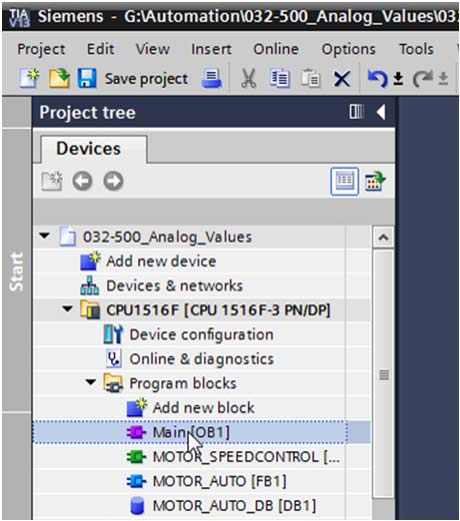 TIA
V13
Siemens - G:\Automation\032-500_Analog_Values\03
Project Edit View Insert Online Options Tools
Save project
Project tree
Devices
Start
032-500_Analog_Values
Add new device
Devices & networks
CPU1516F [CPU 1516F-3 PN/DP]
Device configuration
Online & diagnostics
Program blocks
Add new block
Main [OB1]
MOTOR_SPEEDCONTROL [...
MOTOR_AUTO [FB1]
MOTOR_AUTO_DB [DB1]